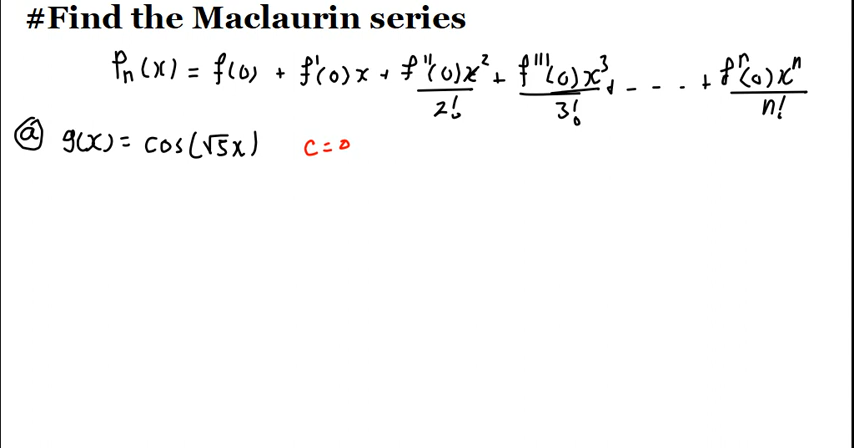 #Find the Maclaurin series
Pn(x) = f(0) + f'(0)x + f''(0)x²/2! + f'''(0)x³/3! + - - - + fⁿ(0)xⁿ/n!
ⓐ g(x) = cos(√5x) c=0